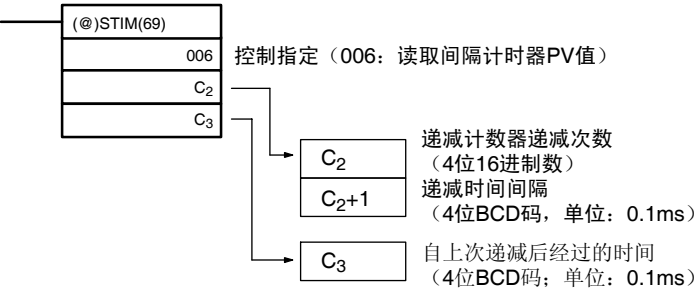 (@)STIM(69)
006 控制指定（006：读取间隔计时器PV值）
C2
C3
C2 递减计数器递减次数
（4位16进制数）
C2+1 递减时间间隔
（4位BCD码，单位：0.1ms）
C3 自上次递减后经过的时间
（4位BCD码；单位：0.1ms）